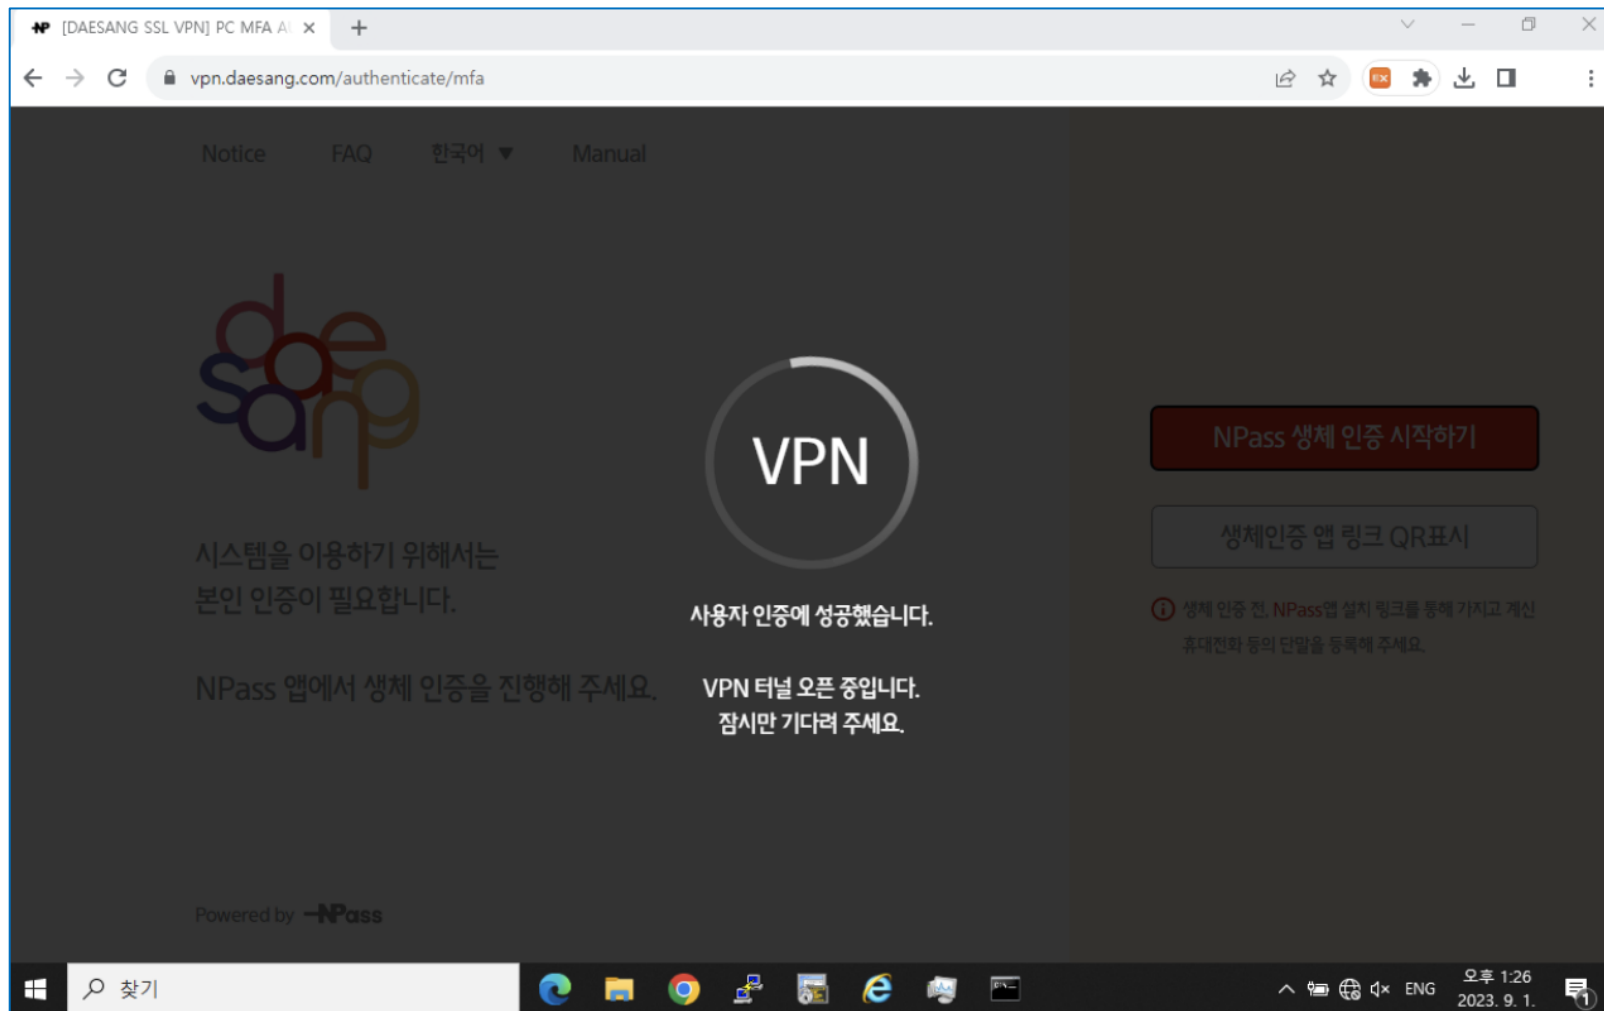 [DAESANG SSL VPN] PC MFA A
vpn.daesang.com/authenticate/mfa
Notice FAQ 한국어 ▼ Manual
daesang
시스템을 이용하기 위해서는
본인 인증이 필요합니다.
NPass 앱에서 생체 인증을 진행해 주세요.
Powered by NPass
VPN
사용자 인증에 성공했습니다.
VPN 터널 오픈 중입니다.
잠시만 기다려 주세요.
NPass 생체 인증 시작하기
생체인증 앱 링크 QR표시
생체 인증 전, NPass앱 설치 링크를 통해 가지고 계신
휴대전화 등의 단말을 등록해 주세요.
찾기
ENG
오후 1:26
2023. 9. 1.
1